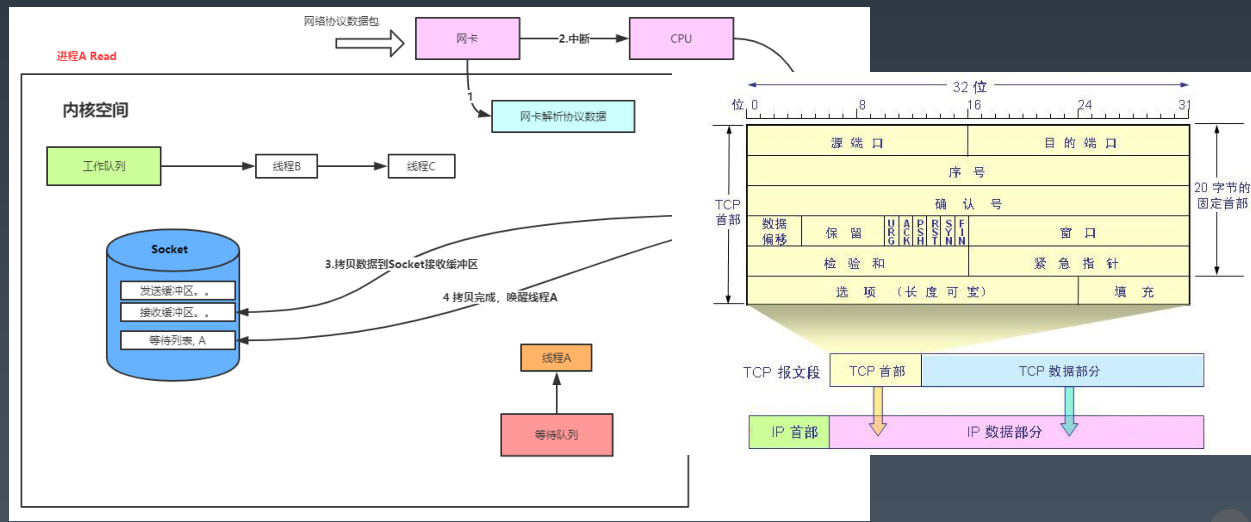 网络协议数据包
网卡
2.中断
CPU
进程A Read
1
内核空间
网卡解析协议数据
工作队列
线程B
线程C
Socket
发送缓冲区。。
接收缓冲区。。
等待列表, A
3.拷贝数据到Socket接收缓冲区
4 拷贝完成，唤醒线程A
线程A
等待队列
32 位
位 0 8 16 24 31
TCP 首部
源端口 目的端口
序号
确认号
数据偏移 保留 URG ACK PSH RST SYN FIN 窗口
检验和 紧急指针
选项（长度可变） 填充
20 字节的固定首部
TCP 报文段 TCP 首部 TCP 数据部分
IP 首部 IP 数据部分